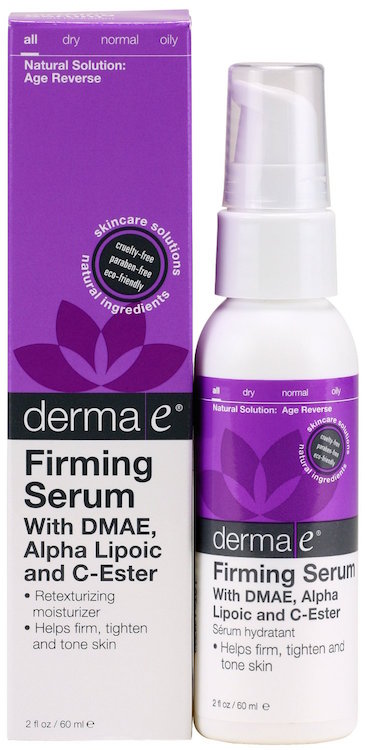 all dry normal oily
Natural Solution:
Age Reverse
skincare solutions
cruelty-free
paraben-free
eco-friendly
natural ingredients
derma e®
Firming
Serum
With DMAE,
Alpha Lipoic
and C-Ester
• Retexturizing
moisturizer
• Helps firm, tighten
and tone skin
2 fl oz / 60 ml e
all dry normal oily
Natural Solution: Age Reverse
skincare solutions
cruelty-free
paraben-free
eco-friendly
natural ingredients
derma e®
Firming Serum
With DMAE, Alpha
Lipoic and C-Ester
Sérum hydratant
• Helps firm, tighten and
tone skin
2 fl oz / 60 ml e